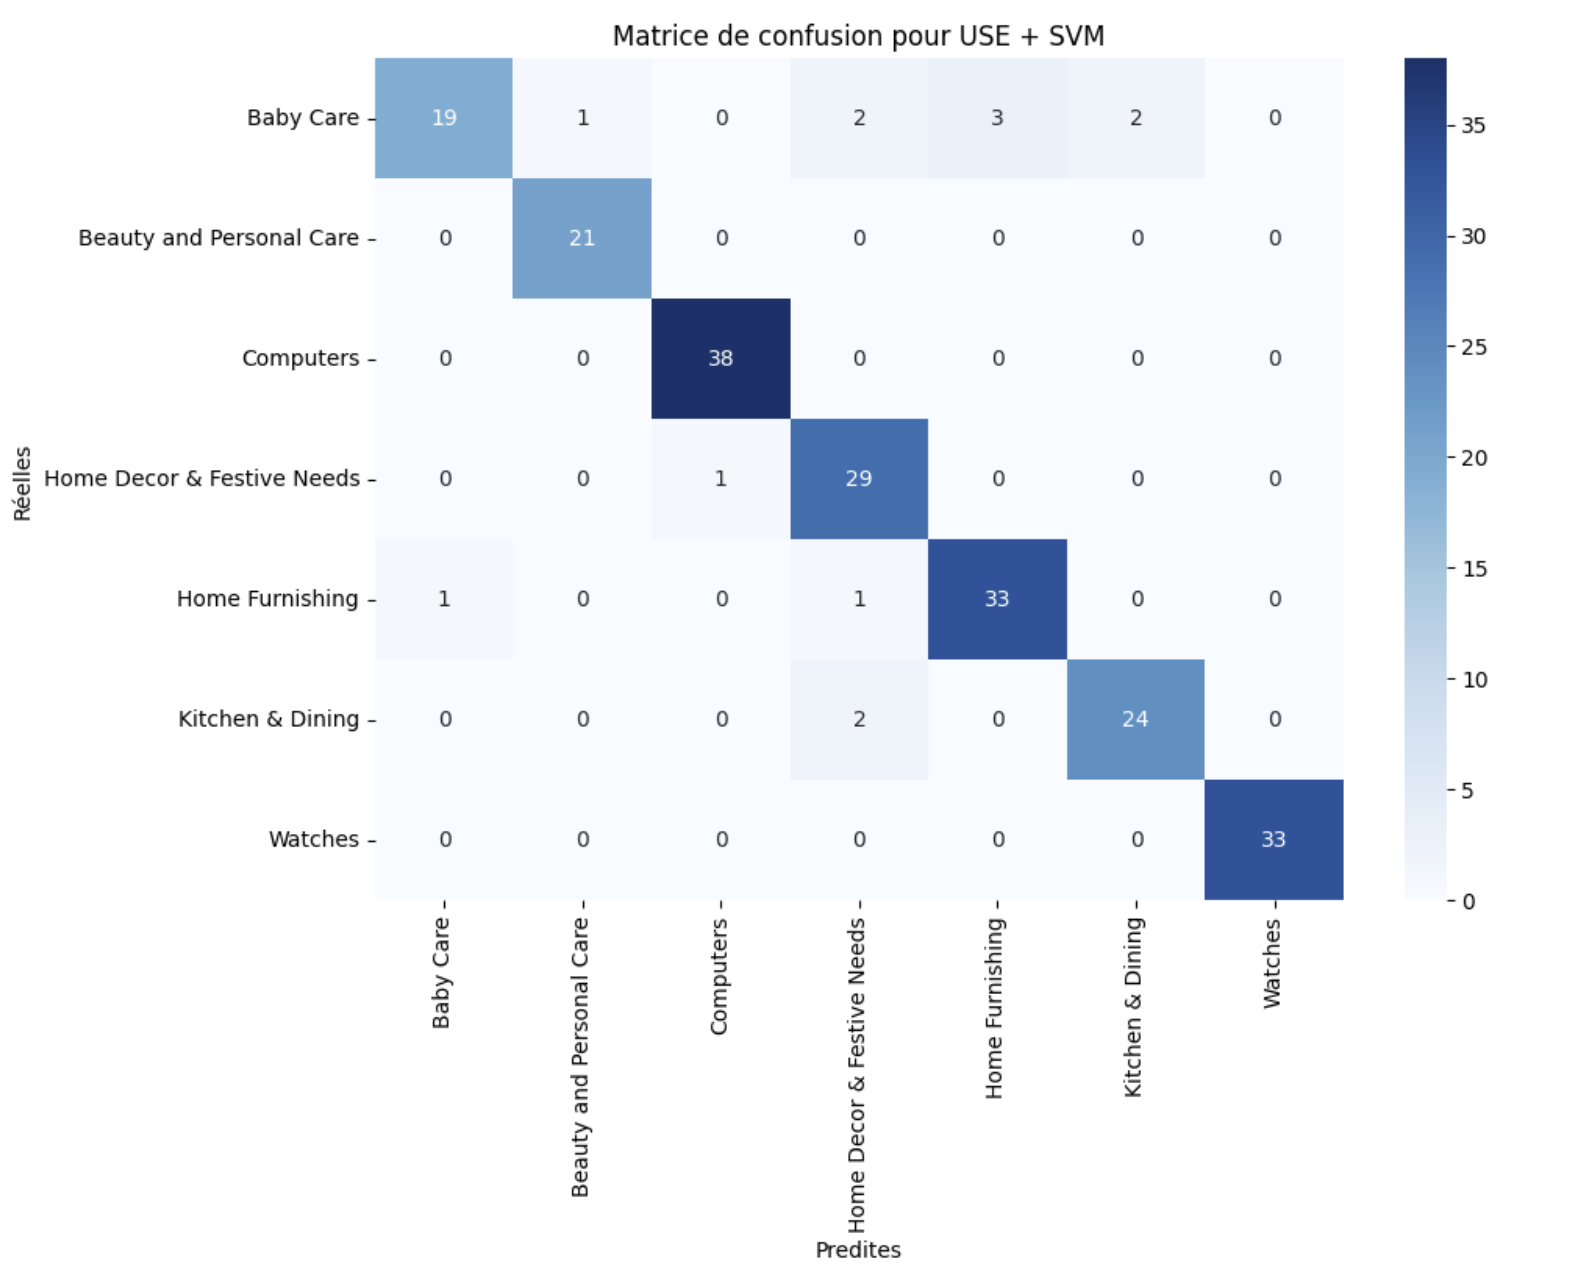 Matrice de confusion pour USE + SVM
Réelles
Baby Care 19 1 0 2 3 2 0
Beauty and Personal Care 0 21 0 0 0 0 0
Computers 0 0 38 0 0 0 0
Home Decor & Festive Needs 0 0 1 29 0 0 0
Home Furnishing 1 0 0 1 33 0 0
Kitchen & Dining 0 0 0 2 0 24 0
Watches 0 0 0 0 0 0 33
Baby Care
Beauty and Personal Care
Computers
Home Decor & Festive Needs
Home Furnishing
Kitchen & Dining
Watches
Predites
35
30
25
20
15
10
5
0